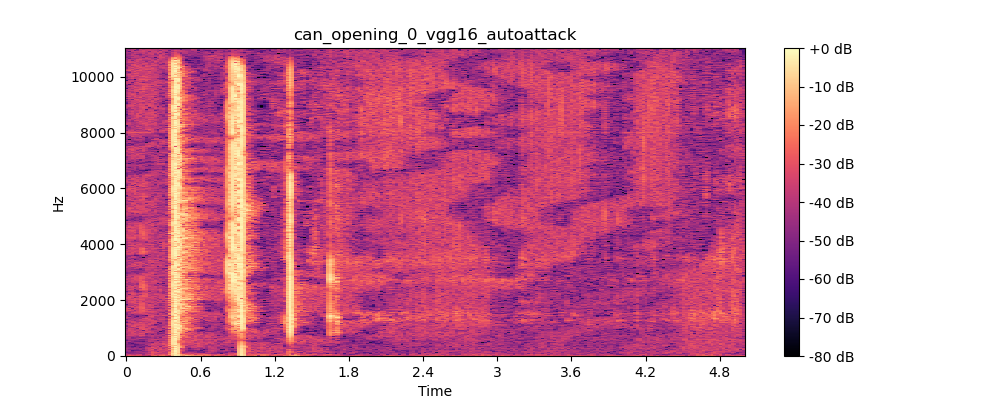 can_opening_0_vgg16_autoattack
Hz
10000
8000
6000
4000
2000
0
0 0.6 1.2 1.8 2.4 3 3.6 4.2 4.8
Time
+0 dB
-10 dB
-20 dB
-30 dB
-40 dB
-50 dB
-60 dB
-70 dB
-80 dB